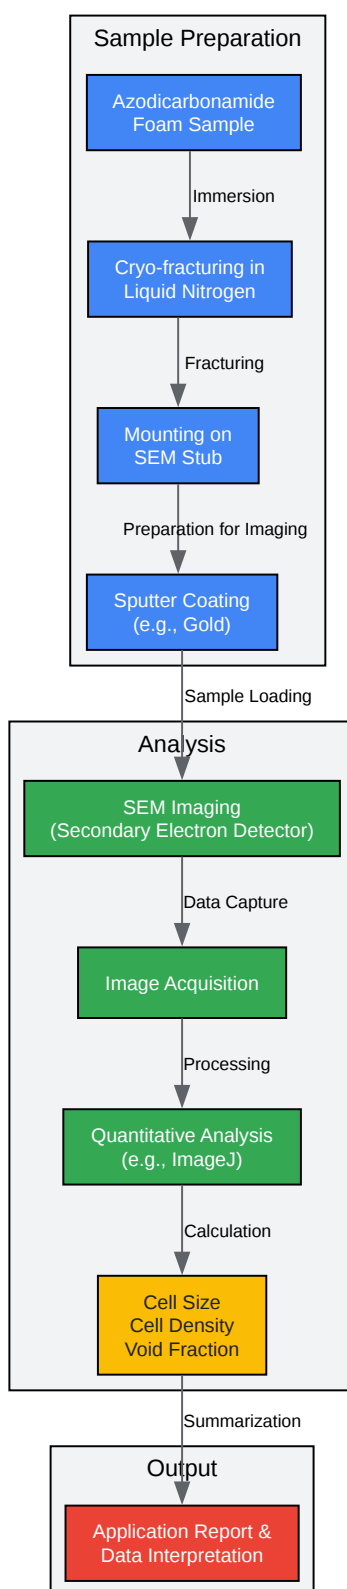 Sample Preparation
Azodicarbonamide
Foam Sample
Immersion
Cryo-fracturing in
Liquid Nitrogen
Fracturing
Mounting on
SEM Stub
Preparation for Imaging
Sputter Coating
(e.g., Gold)
Sample Loading
Analysis
SEM Imaging
(Secondary Electron Detector)
Data Capture
Image Acquisition
Processing
Quantitative Analysis
(e.g., ImageJ)
Calculation
Cell Size
Cell Density
Void Fraction
Summarization
Output
Application Report &
Data Interpretation